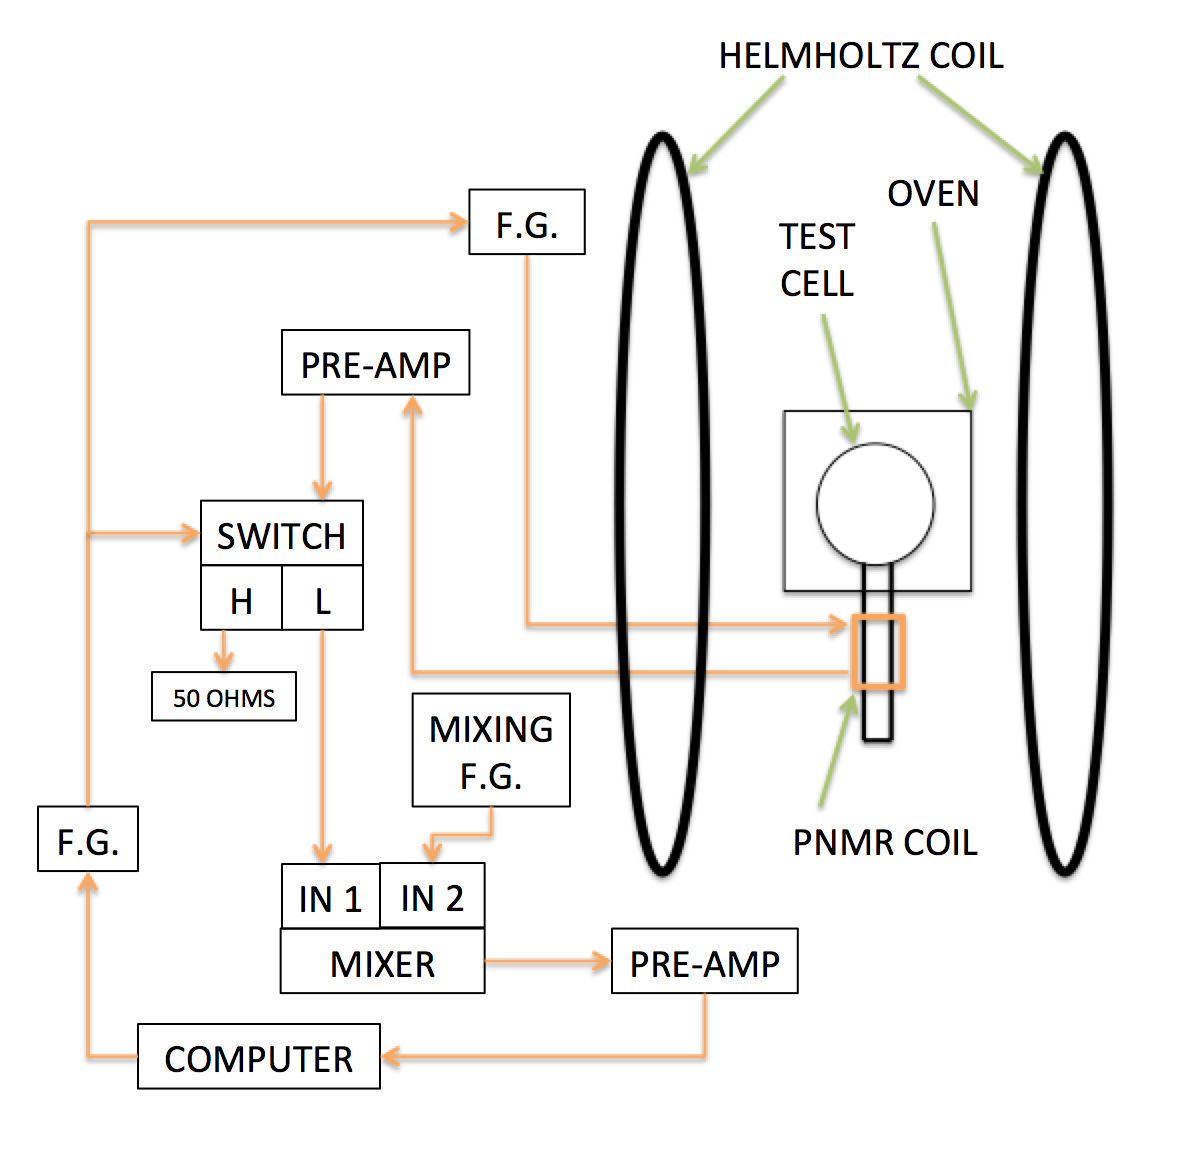 HELMHOLTZ COIL
OVEN
F.G.
TEST
CELL
PRE-AMP
SWITCH
H
L
50 OHMS
MIXING
F.G.
F.G.
PNMR COIL
IN 1
IN 2
MIXER
PRE-AMP
COMPUTER